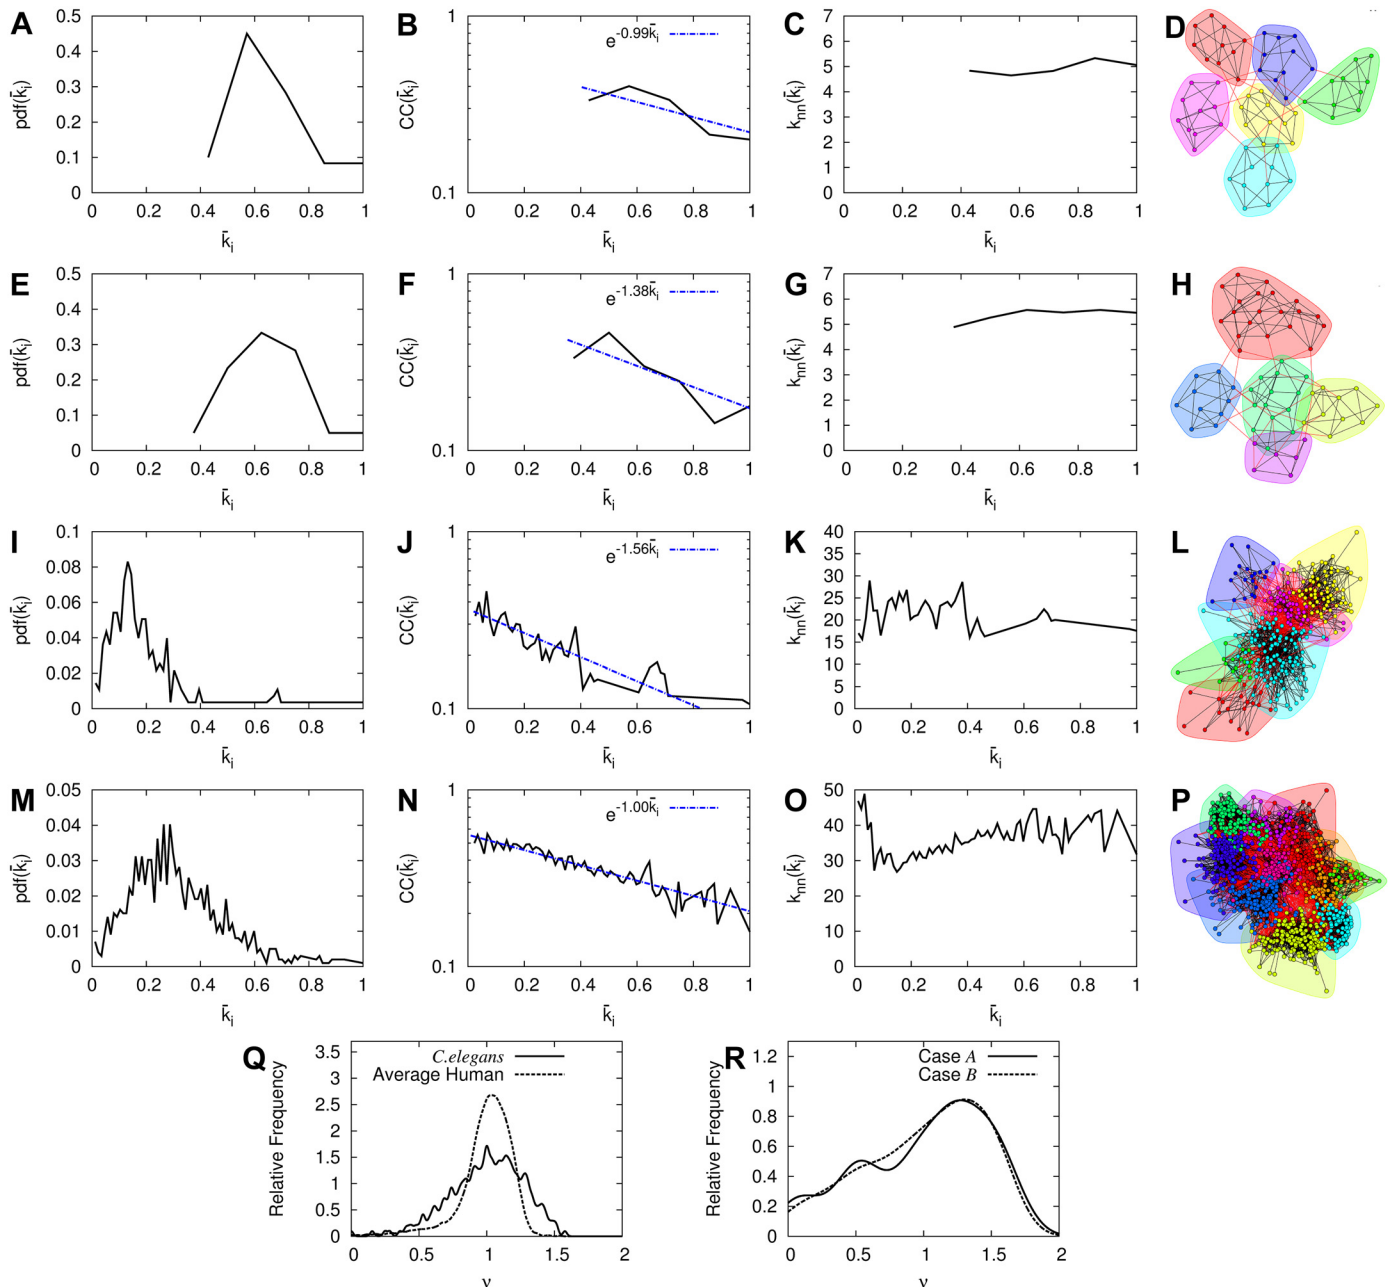 A
pdf(k̄i)
0.5
0.4
0.3
0.2
0.1
0
0 0.2 0.4 0.6 0.8 1
k̄i
B
CC(k̄i)
1
0.1
e-0.99k̄i
0 0.2 0.4 0.6 0.8 1
k̄i
C
knn(k̄i)
7
6
5
4
3
2
1
0
0 0.2 0.4 0.6 0.8 1
k̄i
D
E
pdf(k̄i)
0.5
0.4
0.3
0.2
0.1
0
0 0.2 0.4 0.6 0.8 1
k̄i
F
CC(k̄i)
1
0.1
e-1.38k̄i
0 0.2 0.4 0.6 0.8 1
k̄i
G
knn(k̄i)
7
6
5
4
3
2
1
0
0 0.2 0.4 0.6 0.8 1
k̄i
H
I
pdf(k̄i)
0.1
0.08
0.06
0.04
0.02
0
0 0.2 0.4 0.6 0.8 1
k̄i
J
CC(k̄i)
1
0.1
e-1.56k̄i
0 0.2 0.4 0.6 0.8 1
k̄i
K
knn(k̄i)
40
35
30
25
20
15
10
5
0
0 0.2 0.4 0.6 0.8 1
k̄i
L
M
pdf(k̄i)
0.05
0.04
0.03
0.02
0.01
0
0 0.2 0.4 0.6 0.8 1
k̄i
N
CC(k̄i)
1
0.1
e-1.00k̄i
0 0.2 0.4 0.6 0.8 1
k̄i
O
knn(k̄i)
50
40
30
20
10
0
0 0.2 0.4 0.6 0.8 1
k̄i
P
Q
Relative Frequency
3.5
3
2.5
2
1.5
1
0.5
0
C.elegans
Average Human
0 0.5 1 1.5 2
ν
R
Relative Frequency
1.2
1
0.8
0.6
0.4
0.2
0
Case A
Case B
0 0.5 1 1.5 2
ν